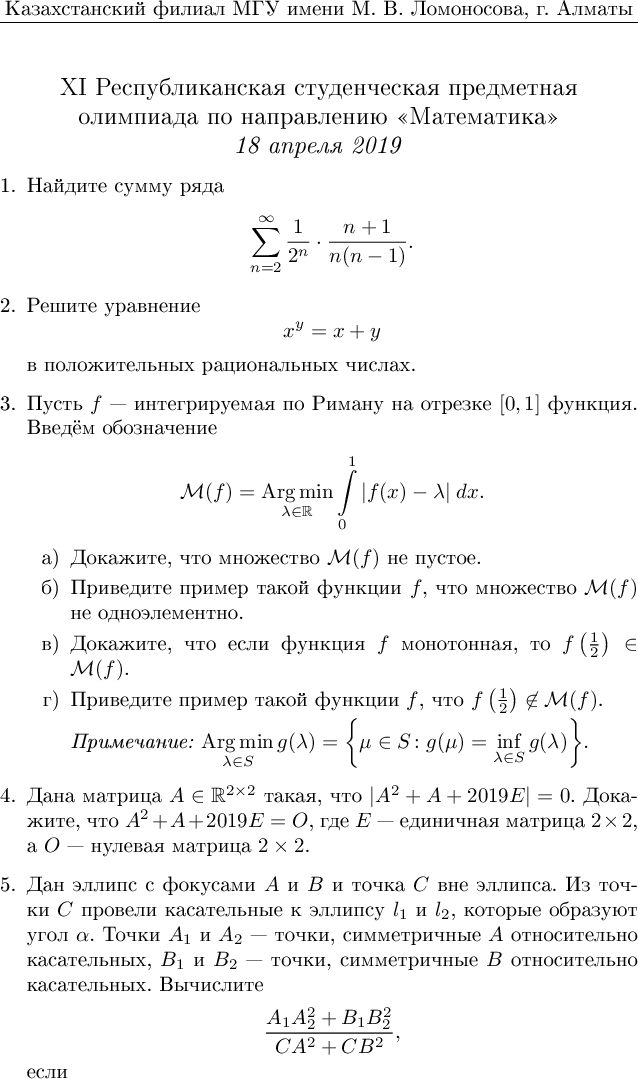 Казахстанский филиал МГУ имени М. В. Ломоносова, г. Алматы
XI Республиканская студенческая предметная
олимпиада по направлению «Математика»
18 апреля 2019
1. Найдите сумму ряда
$$\sum_{n=2}^{\infty} \frac{1}{2^n} \cdot \frac{n+1}{n(n-1)}.$$
2. Решите уравнение
$$x^y = x + y$$
в положительных рациональных числах.
3. Пусть $f$ — интегрируемая по Риману на отрезке $[0, 1]$ функция.
Введём обозначение
$$\mathcal{M}(f) = \operatorname*{Arg\,min}_{\lambda \in \mathbb{R}} \int\limits_0^1 |f(x) - \lambda| \, dx.$$
а) Докажите, что множество $\mathcal{M}(f)$ не пустое.
б) Приведите пример такой функции $f$, что множество $\mathcal{M}(f)$
не одноэлементно.
в) Докажите, что если функция $f$ монотонная, то $f\left(\frac{1}{2}\right) \in$
$\mathcal{M}(f)$.
г) Приведите пример такой функции $f$, что $f\left(\frac{1}{2}\right) \notin \mathcal{M}(f)$.
Примечание: $\operatorname*{Arg\,min}_{\lambda \in S} g(\lambda) = \left\{ \mu \in S \colon g(\mu) = \inf_{\lambda \in S} g(\lambda) \right\}$.
4. Дана матрица $A \in \mathbb{R}^{2 \times 2}$ такая, что $|A^2 + A + 2019E| = 0$. Дока-
жите, что $A^2 + A + 2019E = O$, где $E$ — единичная матрица $2 \times 2$,
а $O$ — нулевая матрица $2 \times 2$.
5. Дан эллипс с фокусами $A$ и $B$ и точка $C$ вне эллипса. Из точ-
ки $C$ провели касательные к эллипсу $l_1$ и $l_2$, которые образуют
угол $\alpha$. Точки $A_1$ и $A_2$ — точки, симметричные $A$ относительно
касательных, $B_1$ и $B_2$ — точки, симметричные $B$ относительно
касательных. Вычислите
$$\frac{A_1A_2^2 + B_1B_2^2}{CA^2 + CB^2},$$
если